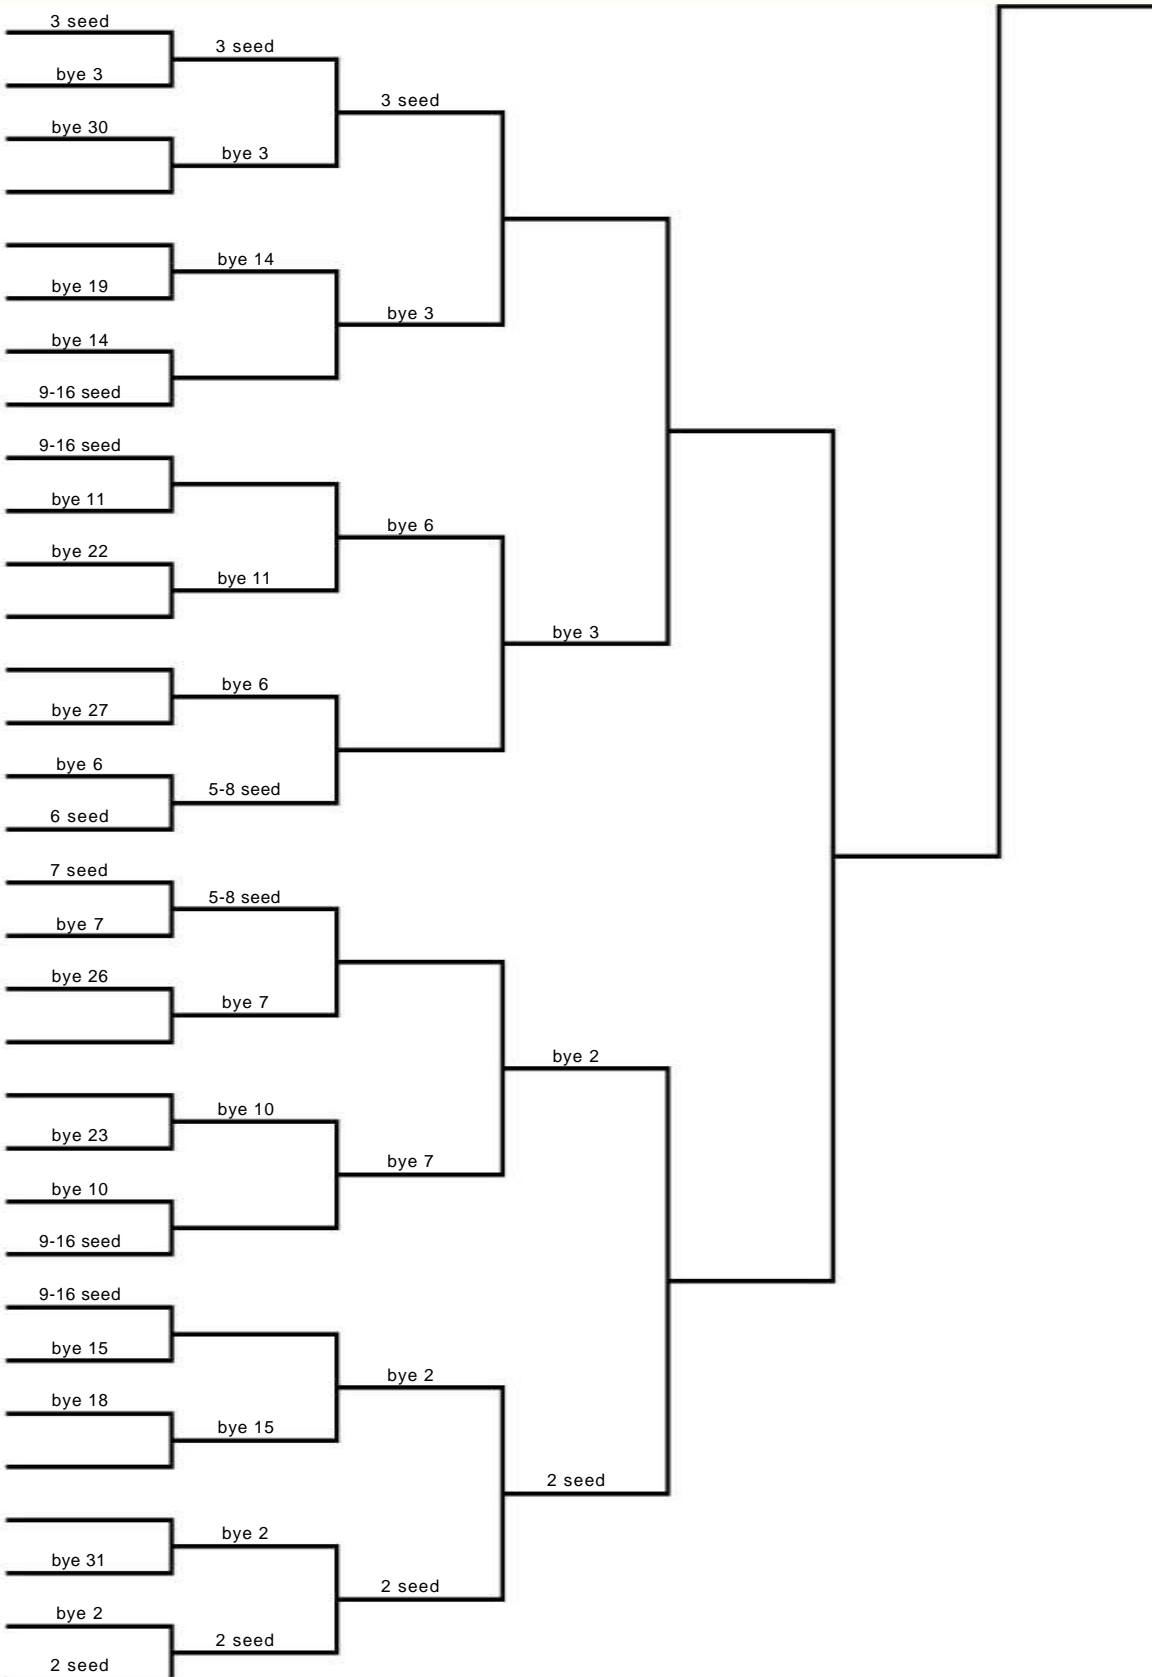 3 seed
bye 3
bye 30
bye 19
bye 14
9-16 seed
9-16 seed
bye 11
bye 22
bye 27
bye 6
6 seed
7 seed
bye 7
bye 26
bye 23
bye 10
9-16 seed
9-16 seed
bye 15
bye 18
bye 31
bye 2
2 seed
3 seed
bye 3
bye 14
bye 11
bye 6
5-8 seed
5-8 seed
bye 7
bye 10
bye 15
bye 2
2 seed
3 seed
bye 3
bye 6
bye 7
bye 2
2 seed
bye 3
bye 2
2 seed